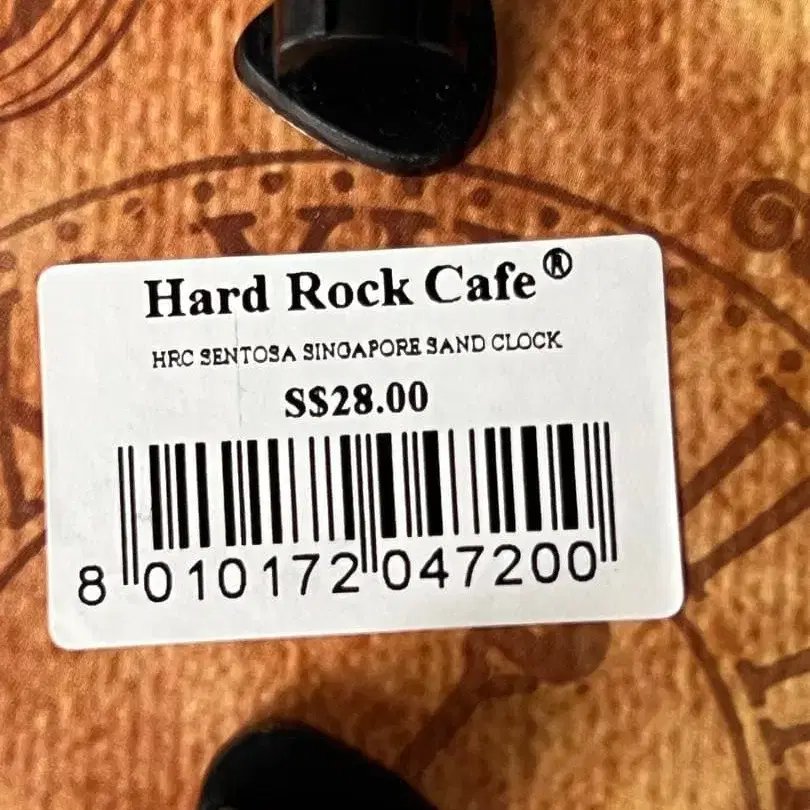 Hard Rock Cafe®
HRC SENTOSA SINGAPORE SAND CLOCK
S$28.00
8 010172 047200